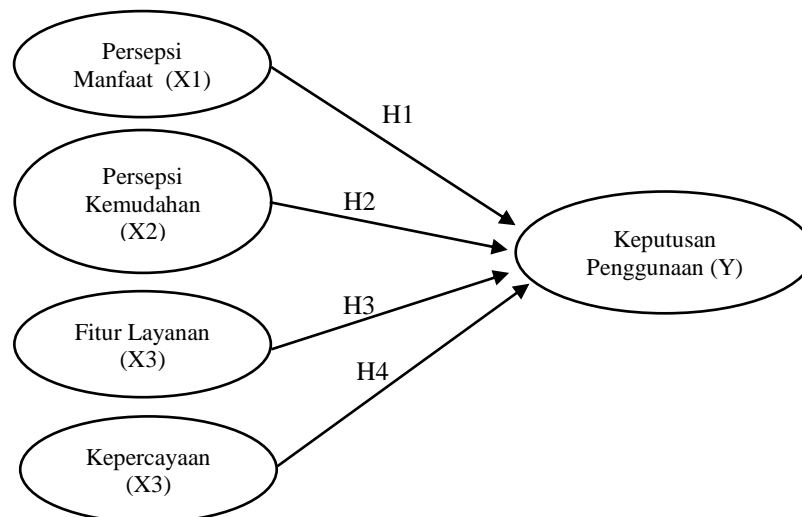 Persepsi
Manfaat (X1)
H1
Persepsi
Kemudahan
(X2)
H2
Keputusan
Penggunaan (Y)
Fitur Layanan
(X3)
H3
H4
Kepercayaan
(X3)